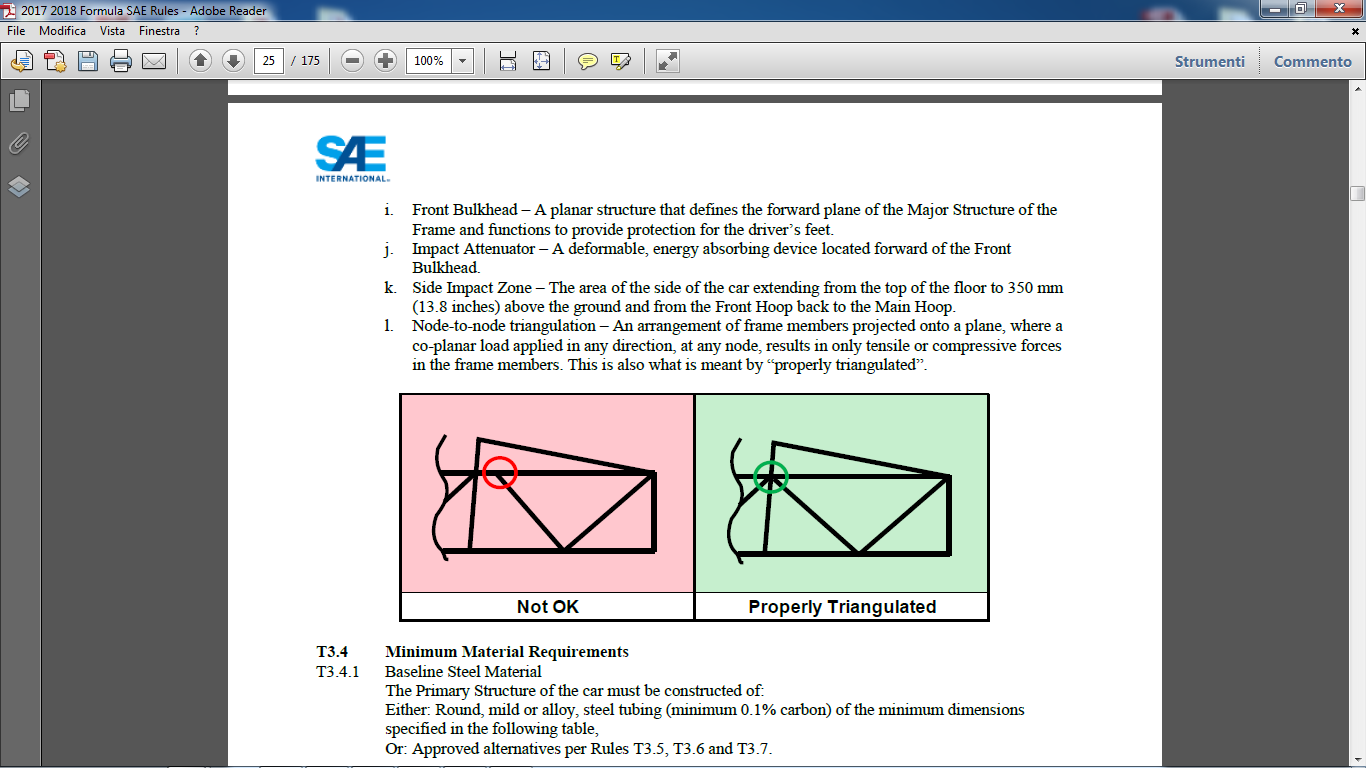 2017 2018 Formula SAE Rules - Adobe Reader
File Modifica Vista Finestra ?
25 / 175 100% Strumenti Commento
SAE
INTERNATIONAL
i. Front Bulkhead – A planar structure that defines the forward plane of the Major Structure of the
Frame and functions to provide protection for the driver’s feet.
j. Impact Attenuator – A deformable, energy absorbing device located forward of the Front
Bulkhead.
k. Side Impact Zone – The area of the side of the car extending from the top of the floor to 350 mm
(13.8 inches) above the ground and from the Front Hoop back to the Main Hoop.
l. Node-to-node triangulation – An arrangement of frame members projected onto a plane, where a
co-planar load applied in any direction, at any node, results in only tensile or compressive forces
in the frame members. This is also what is meant by “properly triangulated”.
Not OK Properly Triangulated
T3.4 Minimum Material Requirements
T3.4.1 Baseline Steel Material
The Primary Structure of the car must be constructed of:
Either: Round, mild or alloy, steel tubing (minimum 0.1% carbon) of the minimum dimensions
specified in the following table,
Or: Approved alternatives per Rules T3.5, T3.6 and T3.7.